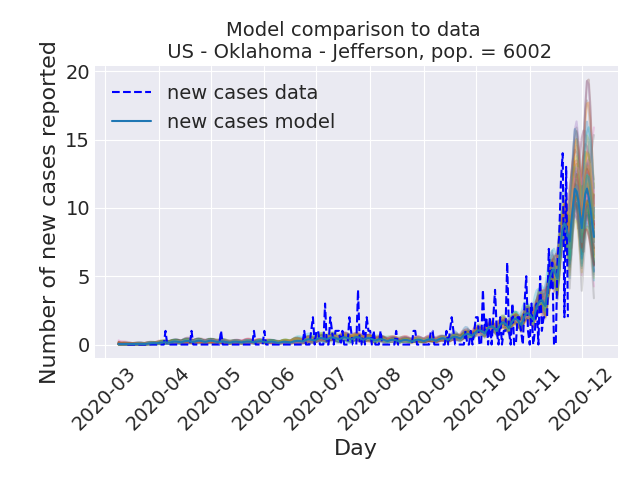 Model comparison to data
US - Oklahoma - Jefferson, pop. = 6002
Number of new cases reported
20
15
10
5
0
new cases data
new cases model
2020-03
2020-04
2020-05
2020-06
2020-07
2020-08
2020-09
2020-10
2020-11
2020-12
Day